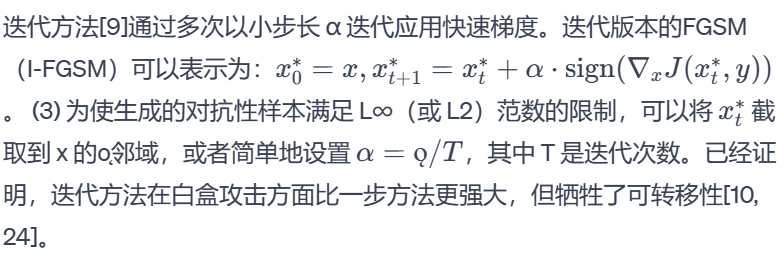 迭代方法[9]通过多次以小步长 α 迭代应用快速梯度。迭代版本的FGSM
（I-FGSM）可以表示为：$x_0^* = x, x_{t+1}^* = x_t^* + \alpha \cdot \mathrm{sign}(\nabla_x J(x_t^*, y))$
。 (3) 为使生成的对抗性样本满足 L∞（或 L2）范数的限制，可以将 $x_t^*$ 截
取到 x 的o邻域，或者简单地设置 $\alpha = \mathrm{ǫ}/T$，其中 T 是迭代次数。已经证
明，迭代方法在白盒攻击方面比一步方法更强大，但牺牲了可转移性[10,
24]。